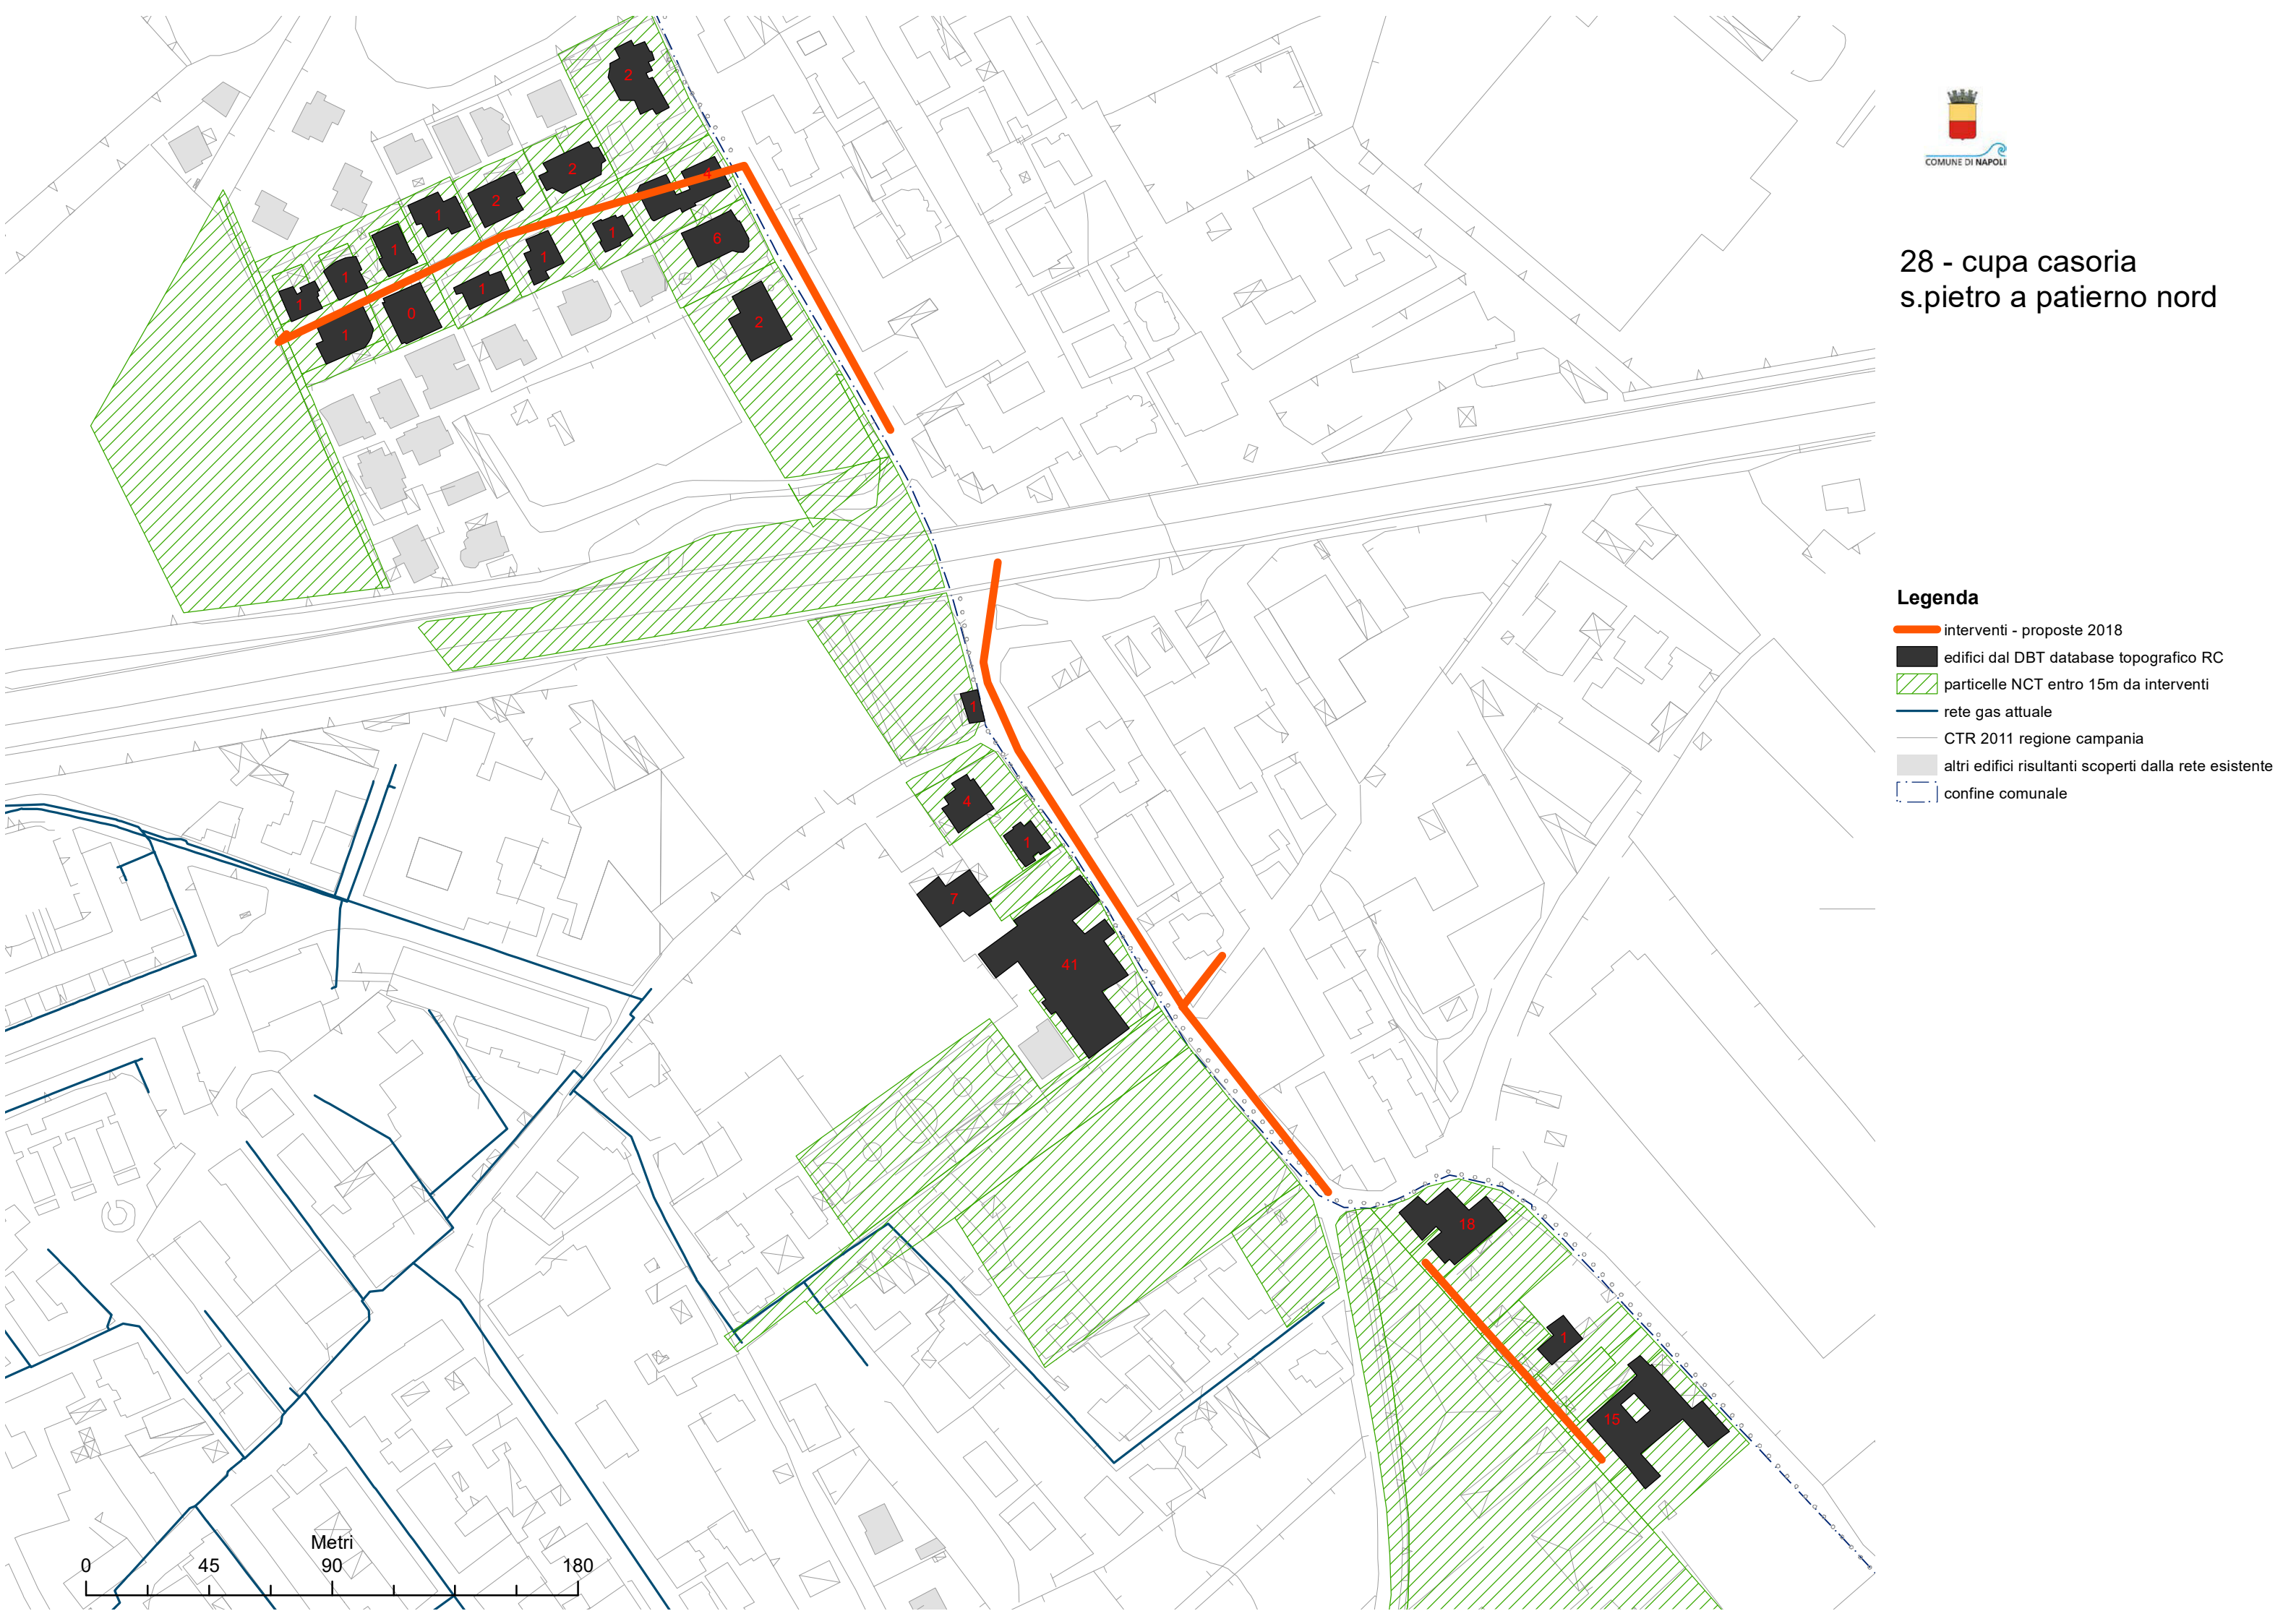 COMUNE DI NAPOLI
28 - cupa casoria
s.pietro a patierno nord
Legenda
interventi - proposte 2018
edifici dal DBT database topografico RC
particelle NCT entro 15m da interventi
rete gas attuale
CTR 2011 regione campania
altri edifici risultanti scoperti dalla rete esistente
confine comunale
2
2
4
2
1
1
6
1
1
1
1
1
0
2
1
1
4
1
7
41
18
1
15
Metri
0 45 90 180